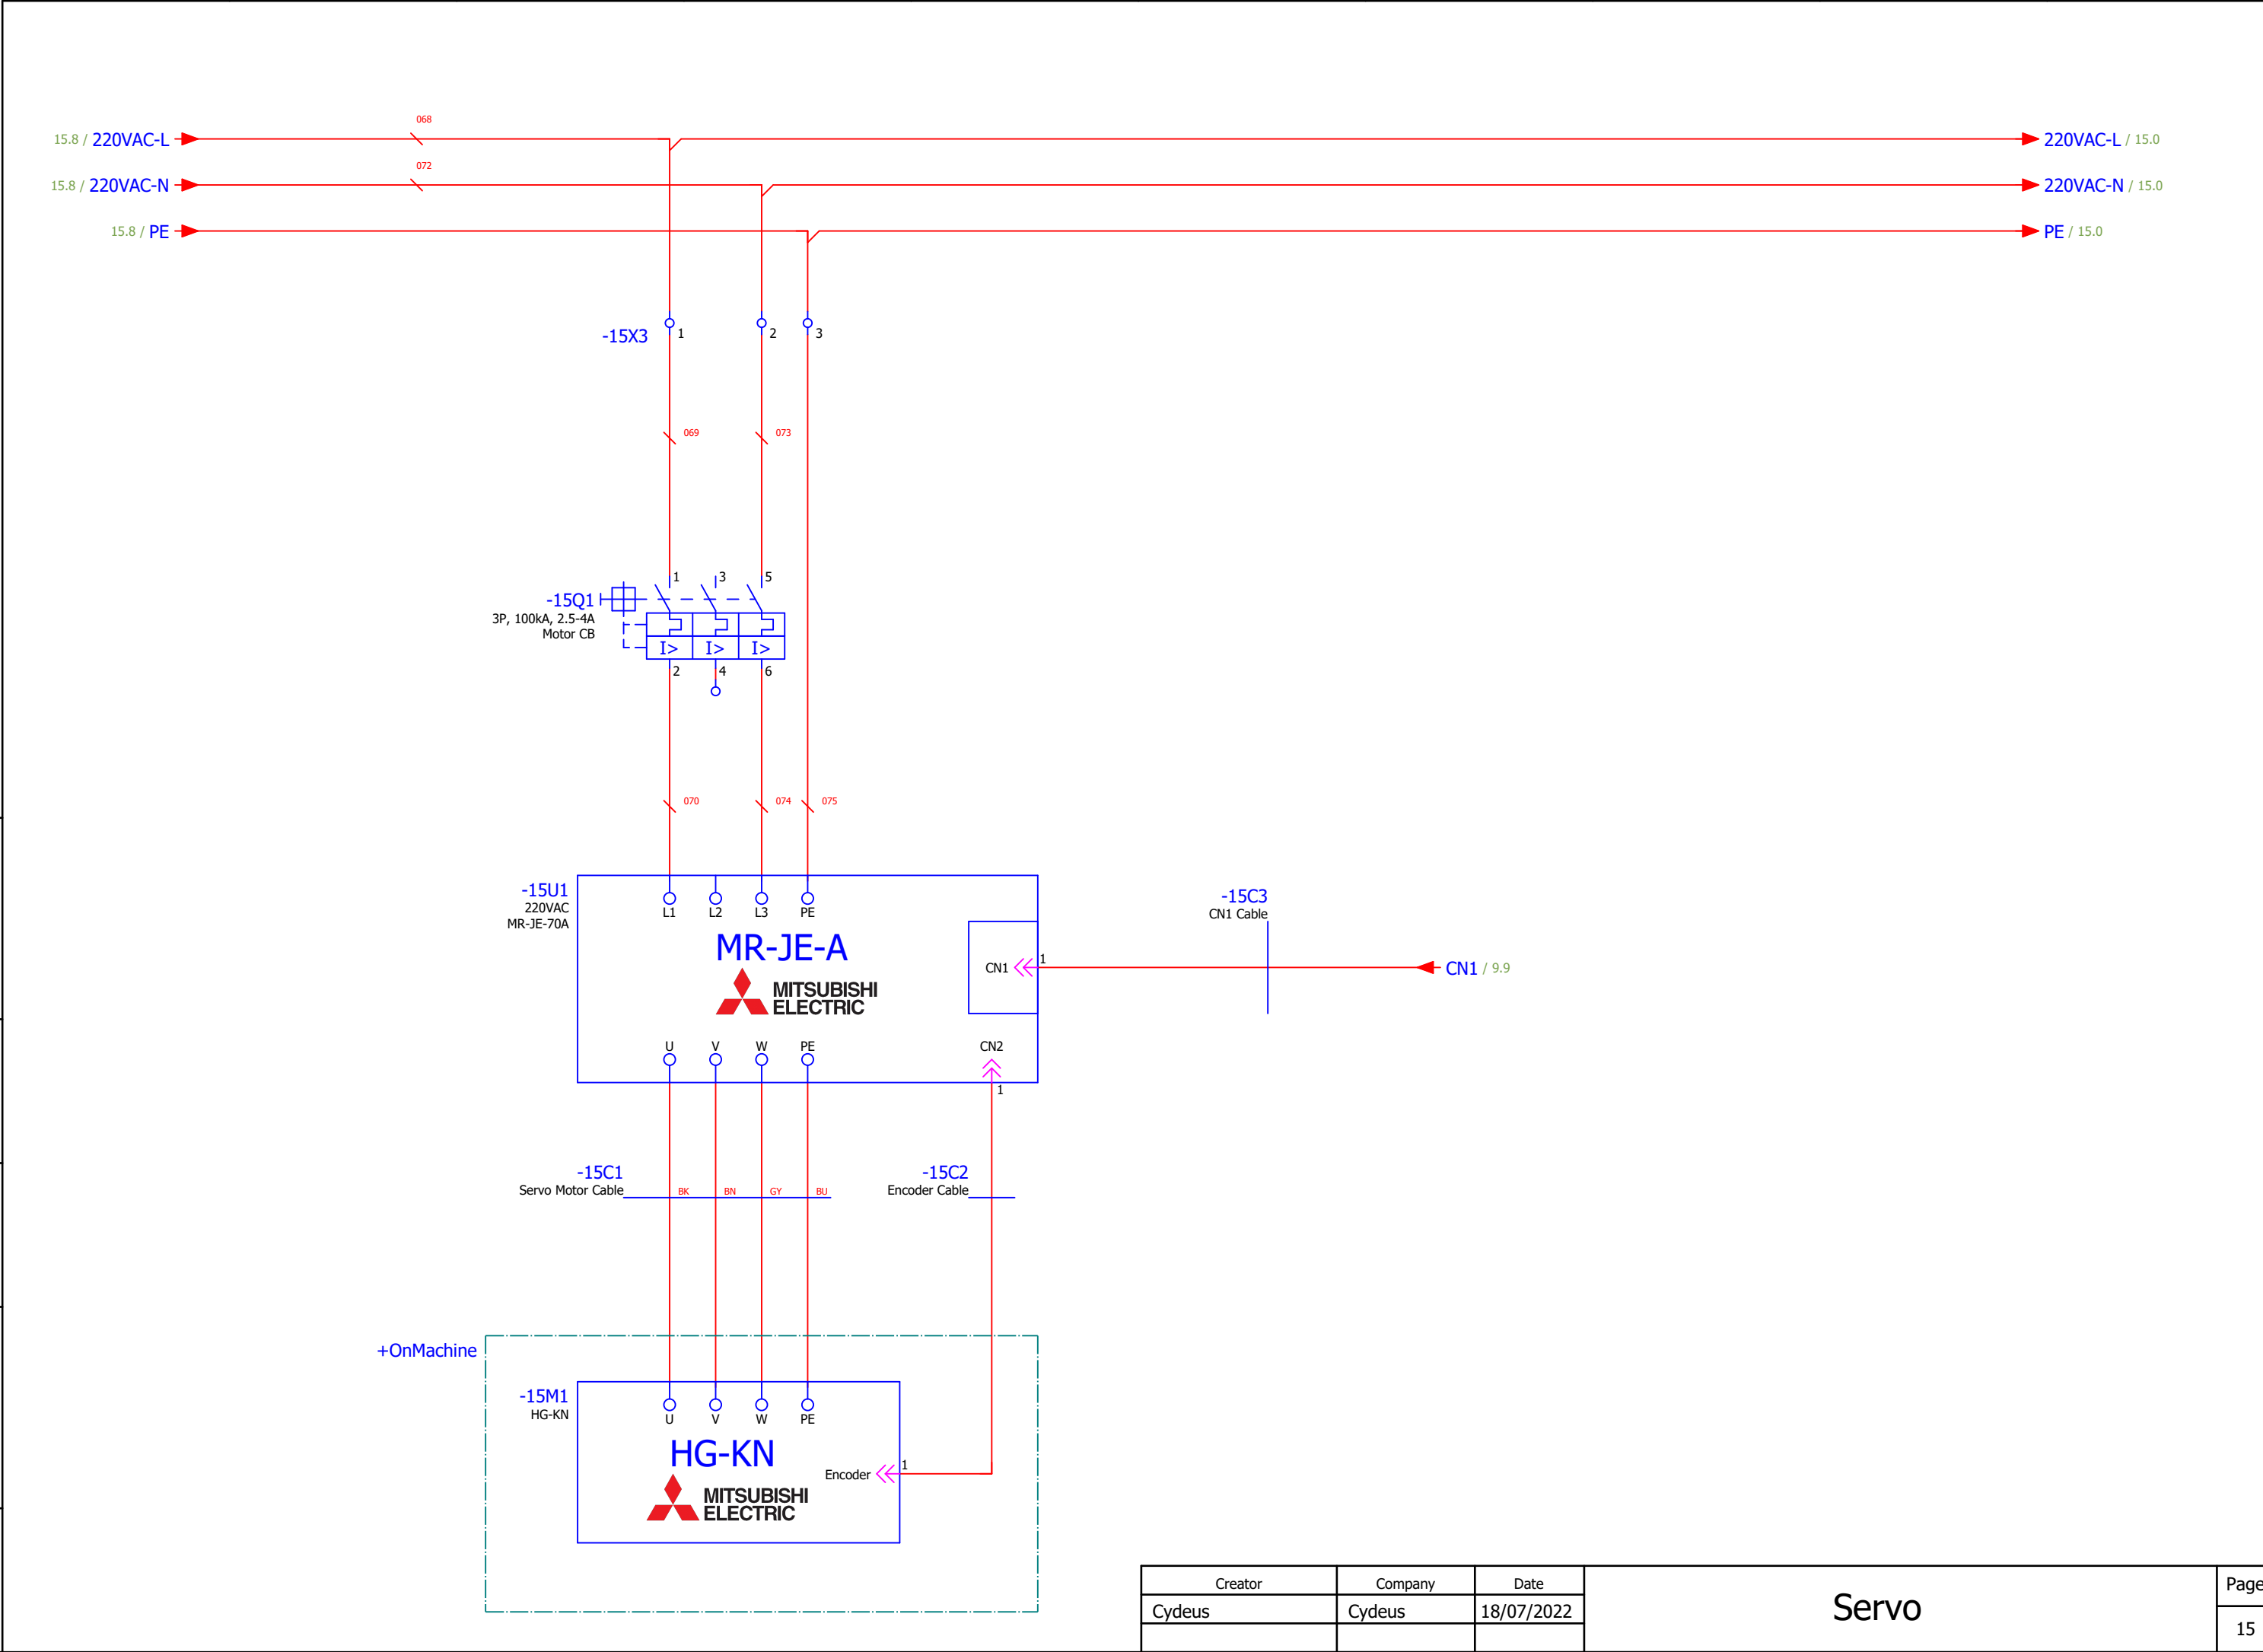 068
15.8 / 220VAC-L
220VAC-L / 15.0
072
15.8 / 220VAC-N
220VAC-N / 15.0
15.8 / PE
PE / 15.0
-15X3
1
2
3
069
073
1
3
5
-15Q1
3P, 100kA, 2.5-4A
Motor CB
I>
I>
I>
2
4
6
070
074
075
-15U1
220VAC
MR-JE-70A
L1
L2
L3
PE
MR-JE-A
MITSUBISHI
ELECTRIC
CN1
1
-15C3
CN1 Cable
CN1 / 9.9
U
V
W
PE
CN2
1
-15C1
Servo Motor Cable
BK
BN
GY
BU
-15C2
Encoder Cable
+OnMachine
-15M1
HG-KN
U
V
W
PE
HG-KN
MITSUBISHI
ELECTRIC
Encoder
1
Creator
Company
Date
Cydeus
Cydeus
18/07/2022
Servo
Page
15